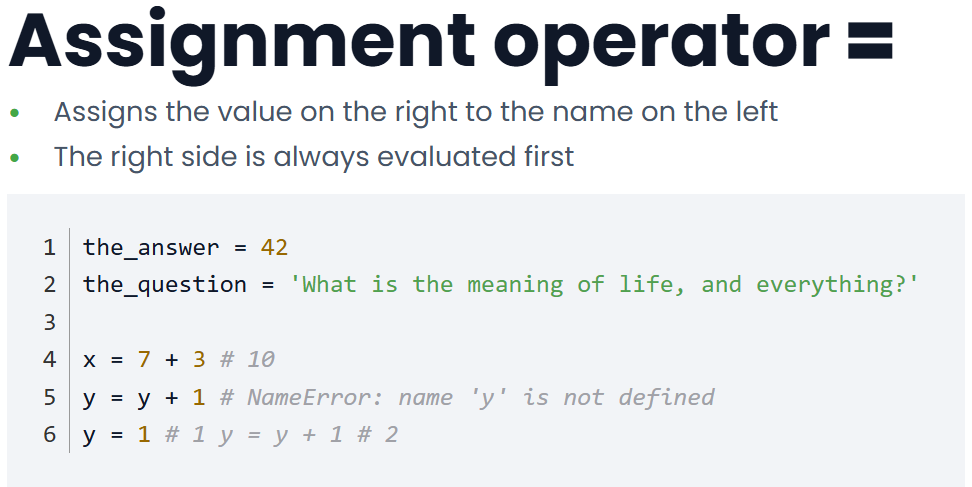 Assignment operator =
• Assigns the value on the right to the name on the left
• The right side is always evaluated first
1 the_answer = 42
2 the_question = 'What is the meaning of life, and everything?'
3
4 x = 7 + 3 # 10
5 y = y + 1 # NameError: name 'y' is not defined
6 y = 1 # 1 y = y + 1 # 2